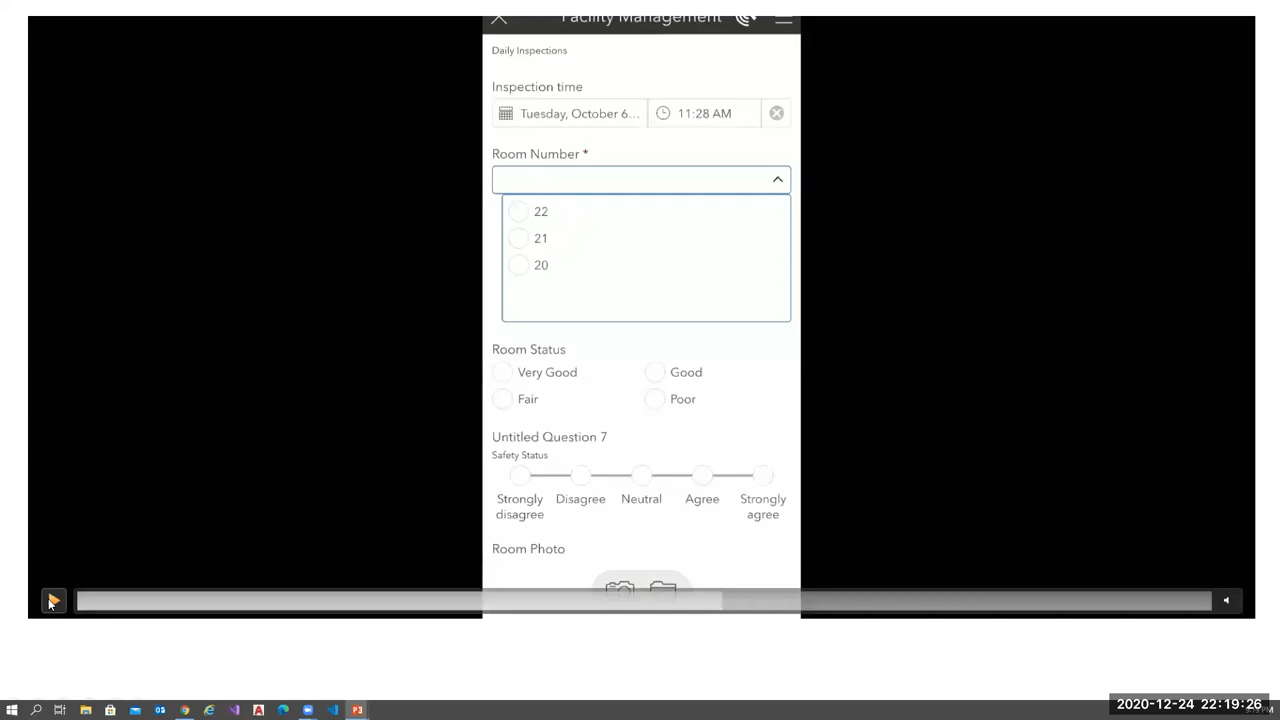 Facility Management
Daily Inspections
Inspection time
Tuesday, October 6... 11:28 AM
Room Number *
22
21
20
Room Status
Very Good Good
Fair Poor
Untitled Question 7
Safety Status
Strongly disagree Disagree Neutral Agree Strongly agree
Room Photo
2020-12-24 22:19:26